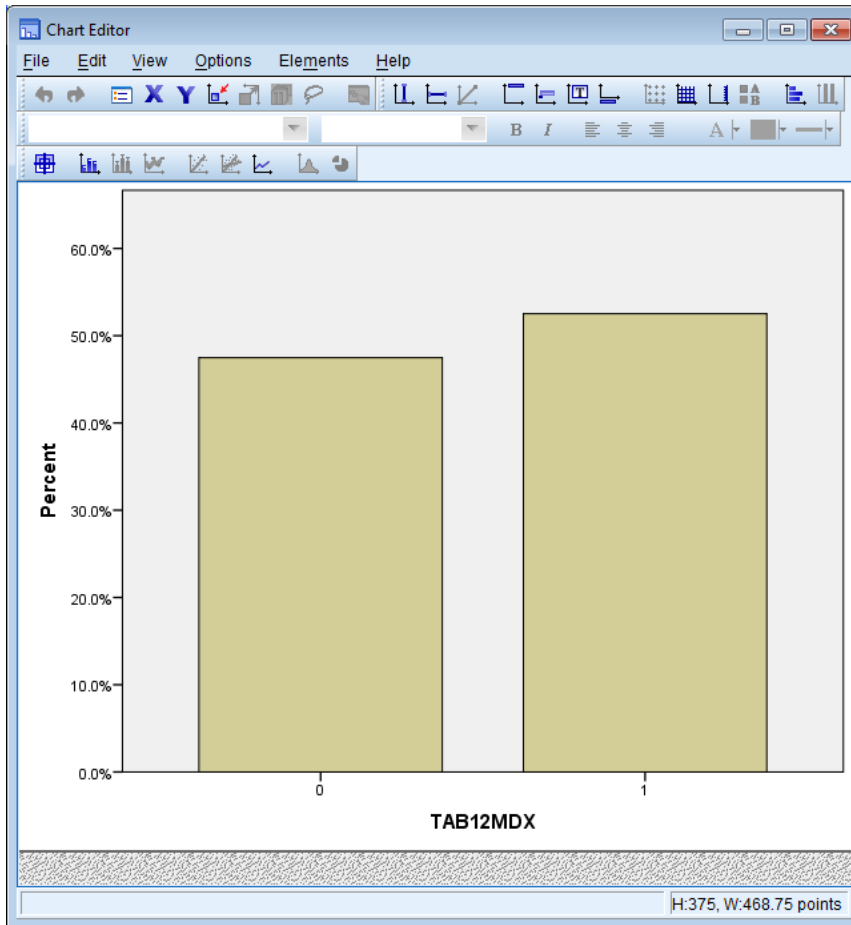 Chart Editor
File Edit View Options Elements Help
X Y T A B
B I A
60.0%
50.0%
40.0%
30.0%
20.0%
10.0%
0.0%
Percent
0 1
TAB12MDX
H:375, W:468.75 points